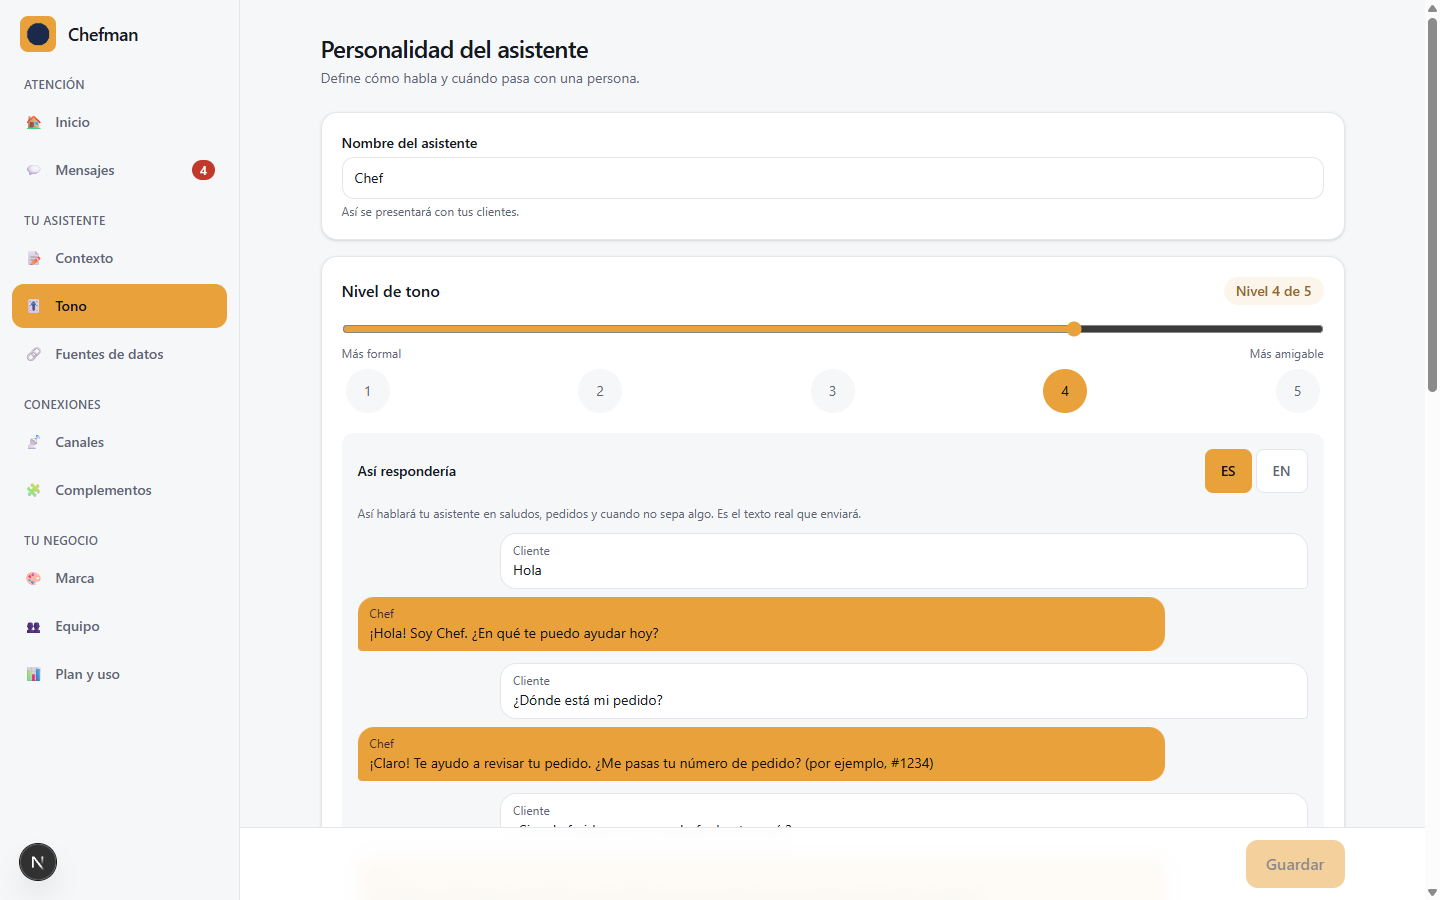 Chefman
ATENCIÓN
Inicio
Mensajes
4
TU ASISTENTE
Contexto
Tono
Fuentes de datos
CONEXIONES
Canales
Complementos
TU NEGOCIO
Marca
Equipo
Plan y uso
N
Personalidad del asistente
Define cómo habla y cuándo pasa con una persona.
Nombre del asistente
Chef
Así se presentará con tus clientes.
Nivel de tono
Nivel 4 de 5
Más formal
Más amigable
1 2 3 4 5
Así respondería
ES EN
Así hablará tu asistente en saludos, pedidos y cuando no sepa algo. Es el texto real que enviará.
Cliente
Hola
Chef
¡Hola! Soy Chef. ¿En qué te puedo ayudar hoy?
Cliente
¿Dónde está mi pedido?
Chef
¡Claro! Te ayudo a revisar tu pedido. ¿Me pasas tu número de pedido? (por ejemplo, #1234)
Cliente
Guardar